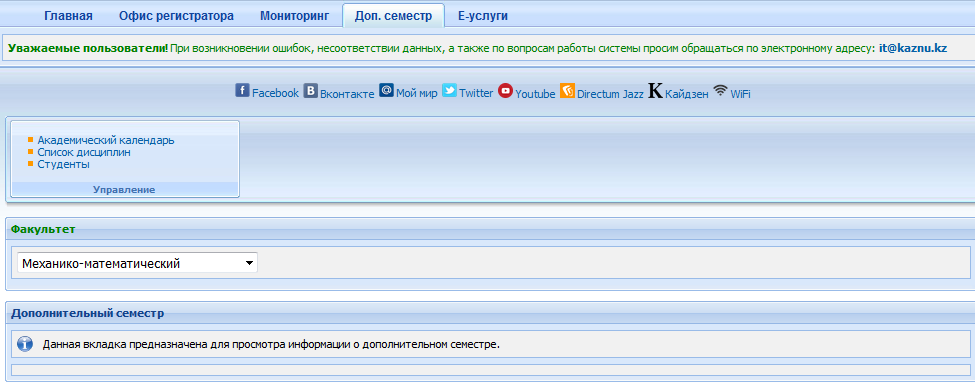 Главная Офис регистратора Мониторинг Доп. семестр Е-услуги
Уважаемые пользователи! При возникновении ошибок, несоответствии данных, а также по вопросам работы системы просим обращаться по электронному адресу: it@kaznu.kz
Facebook Вконтакте Мой мир Twitter Youtube Directum Jazz Кайдзен WiFi
Академический календарь
Список дисциплин
Студенты
Управление
Факультет
Механико-математический
Дополнительный семестр
Данная вкладка предназначена для просмотра информации о дополнительном семестре.